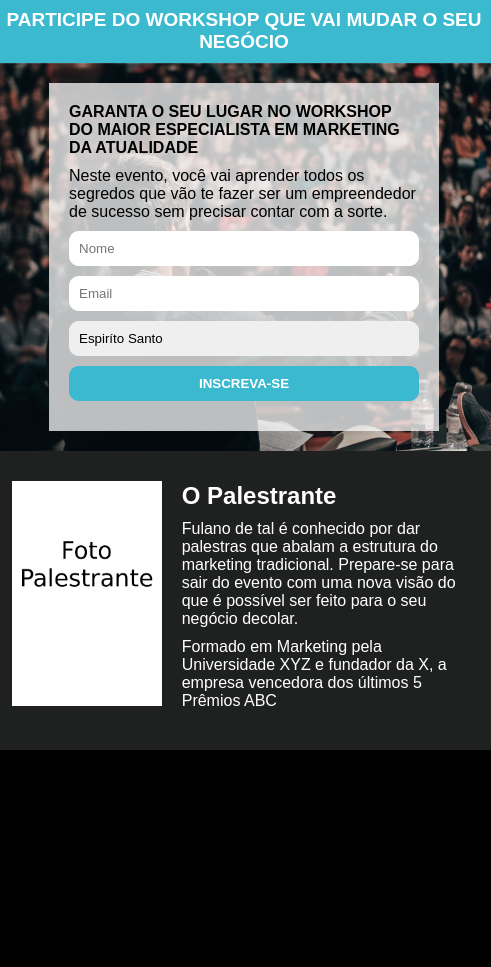 PARTICIPE DO WORKSHOP QUE VAI MUDAR O SEU
NEGÓCIO
GARANTA O SEU LUGAR NO WORKSHOP
DO MAIOR ESPECIALISTA EM MARKETING
DA ATUALIDADE
Neste evento, você vai aprender todos os
segredos que vão te fazer ser um empreendedor
de sucesso sem precisar contar com a sorte.
Nome
Email
Espiríto Santo
INSCREVA-SE
Foto
Palestrante
O Palestrante
Fulano de tal é conhecido por dar
palestras que abalam a estrutura do
marketing tradicional. Prepare-se para
sair do evento com uma nova visão do
que é possível ser feito para o seu
negócio decolar.
Formado em Marketing pela
Universidade XYZ e fundador da X, a
empresa vencedora dos últimos 5
Prêmios ABC